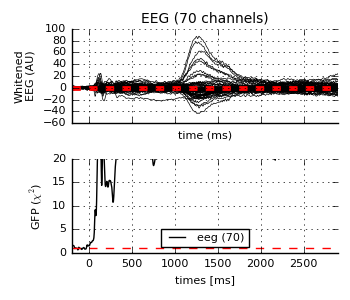 EEG (70 channels)
Whitened
EEG (AU)
100
80
60
40
20
0
−20
−40
−60
time (ms)
GFP (χ²)
20
15
10
5
0
eeg (70)
0 500 1000 1500 2000 2500
times [ms]